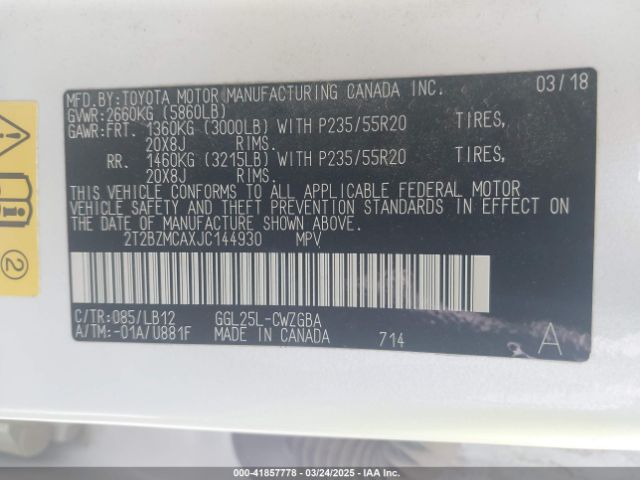 MFD.BY:TOYOTA MOTOR MANUFACTURING CANADA INC. 03/18
GVWR:2660KG (5860LB)
GAWR:FRT. 1360KG (3000LB) WITH P235/55R20 TIRES,
20X8J RIMS.
RR. 1460KG (3215LB) WITH P235/55R20 TIRES,
20X8J RIMS.
THIS VEHICLE CONFORMS TO ALL APPLICABLE FEDERAL MOTOR
VEHICLE SAFETY AND THEFT PREVENTION STANDARDS IN EFFECT ON
THE DATE OF MANUFACTURE SHOWN ABOVE.
2T2BZMCAXJC144930 MPV
C/TR:085/LB12 GGL25L-CWZGBA
A/TM:-01A/U881F MADE IN CANADA 714 A
2
000-41857778 - 03/24/2025 - IAA Inc.